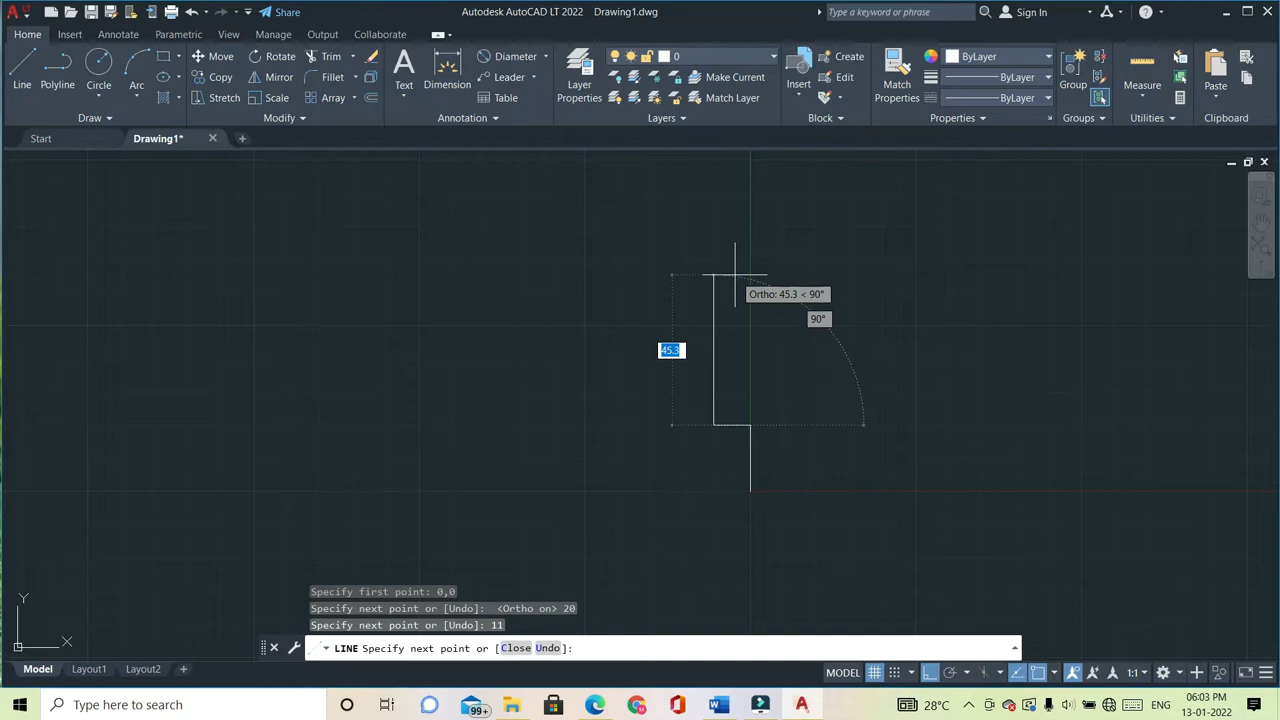 Share
Autodesk AutoCAD LT 2022 Drawing1.dwg
Type a keyword or phrase
Sign In
LT
Home Insert Annotate Parametric View Manage Output Collaborate
Line Polyline Circle Arc
Move Rotate Trim
Copy Mirror Fillet
Stretch Scale Array
Text Dimension
Diameter
Leader
Table
Layer Properties
0
Make Current
Match Layer
Insert
Create
Edit
Match Properties
ByLayer
ByLayer
ByLayer
Group
Measure
Paste
Draw Modify Annotation Layers Block Properties Groups Utilities Clipboard
Start Drawing1*
Ortho: 45.3 < 90°
90°
45.3
Specify first point: 0,0
Specify next point or [Undo]: <Ortho on> 20
Specify next point or [Undo]: 11
LINE Specify next point or [Close Undo]:
Y
X
Model Layout1 Layout2
MODEL
1:1
Type here to search
99+
28°C
ENG
06:03 PM
13-01-2022